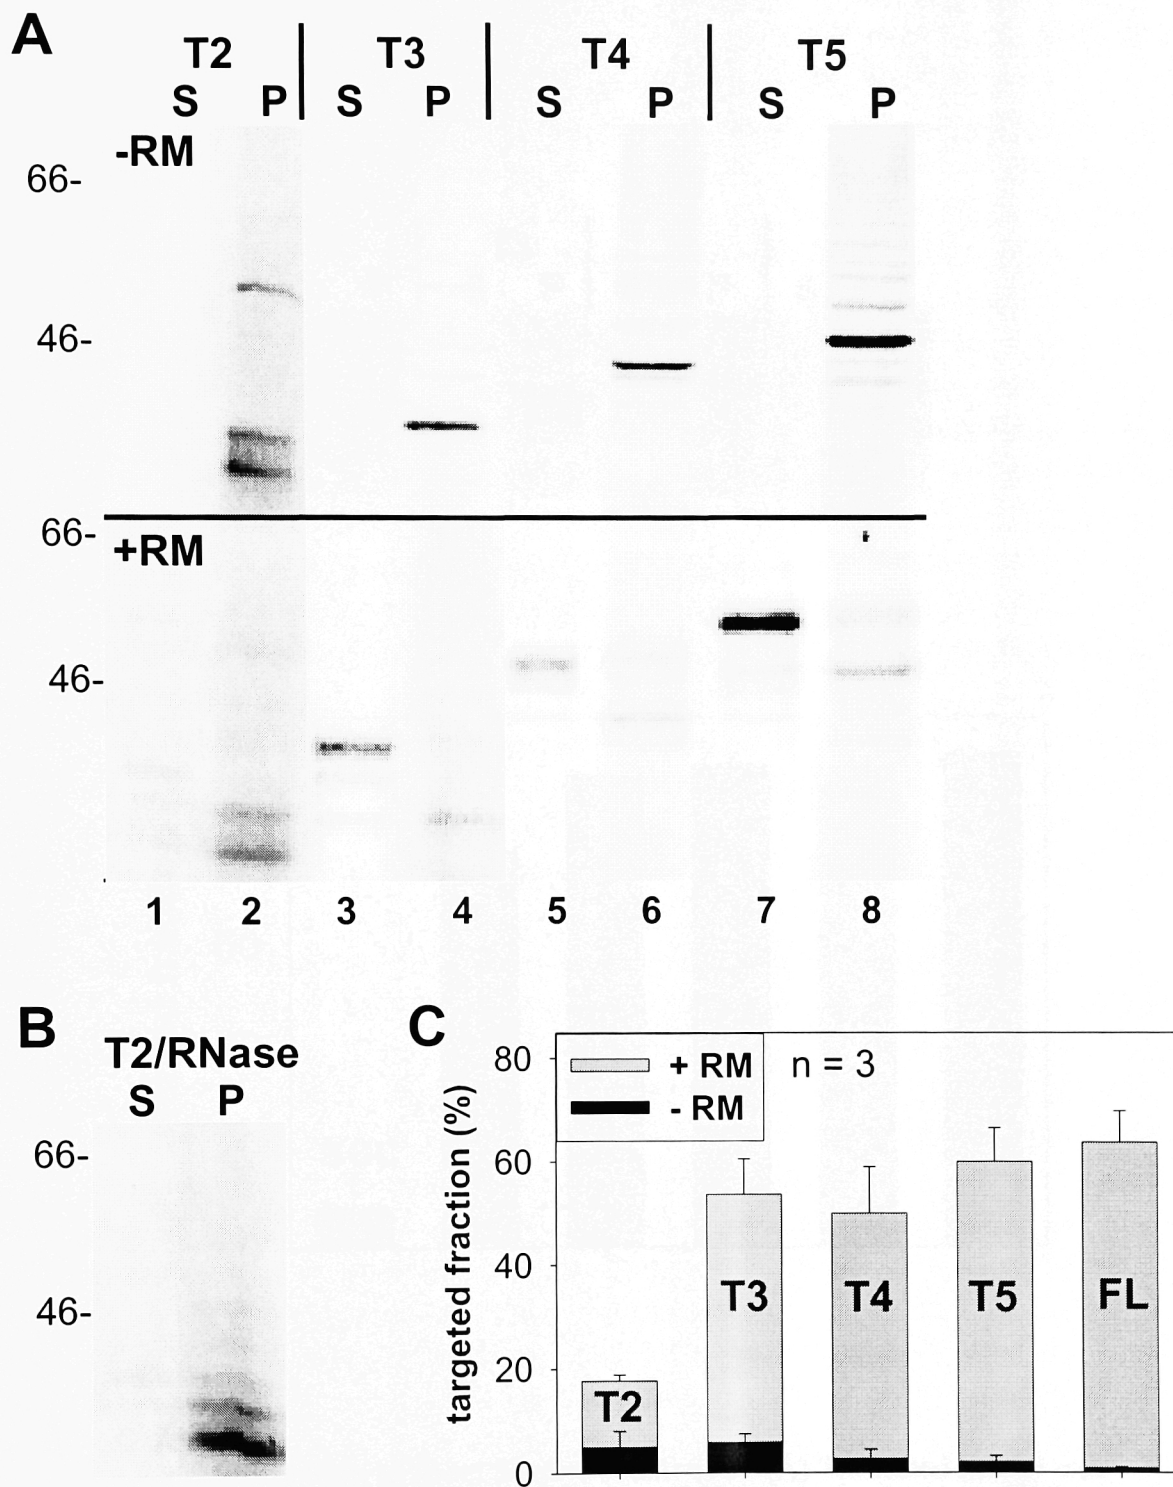 A
T2 T3 T4 T5
S P S P S P S P
-RM
66-
46-
66-
+RM
46-
1 2 3 4 5 6 7 8
B
T2/RNase
S P
66-
46-
C
80
+ RM n = 3
- RM
60
40
20
0
targeted fraction (%)
T2 T3 T4 T5 FL